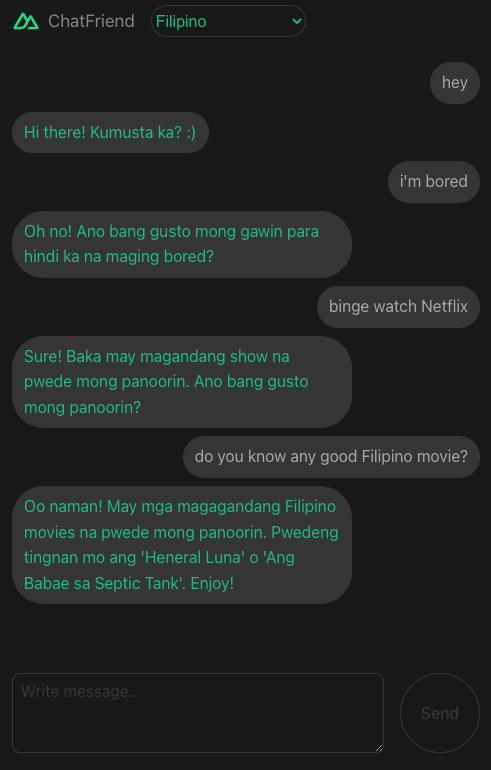 ChatFriend Filipino
hey
Hi there! Kumusta ka? :)
i'm bored
Oh no! Ano bang gusto mong gawin para
hindi ka na maging bored?
binge watch Netflix
Sure! Baka may magandang show na
pwede mong panoorin. Ano bang gusto
mong panoorin?
do you know any good Filipino movie?
Oo naman! May mga magagandang Filipino
movies na pwede mong panoorin. Pwedeng
tingnan mo ang 'Heneral Luna' o 'Ang
Babae sa Septic Tank'. Enjoy!
Write message...
Send